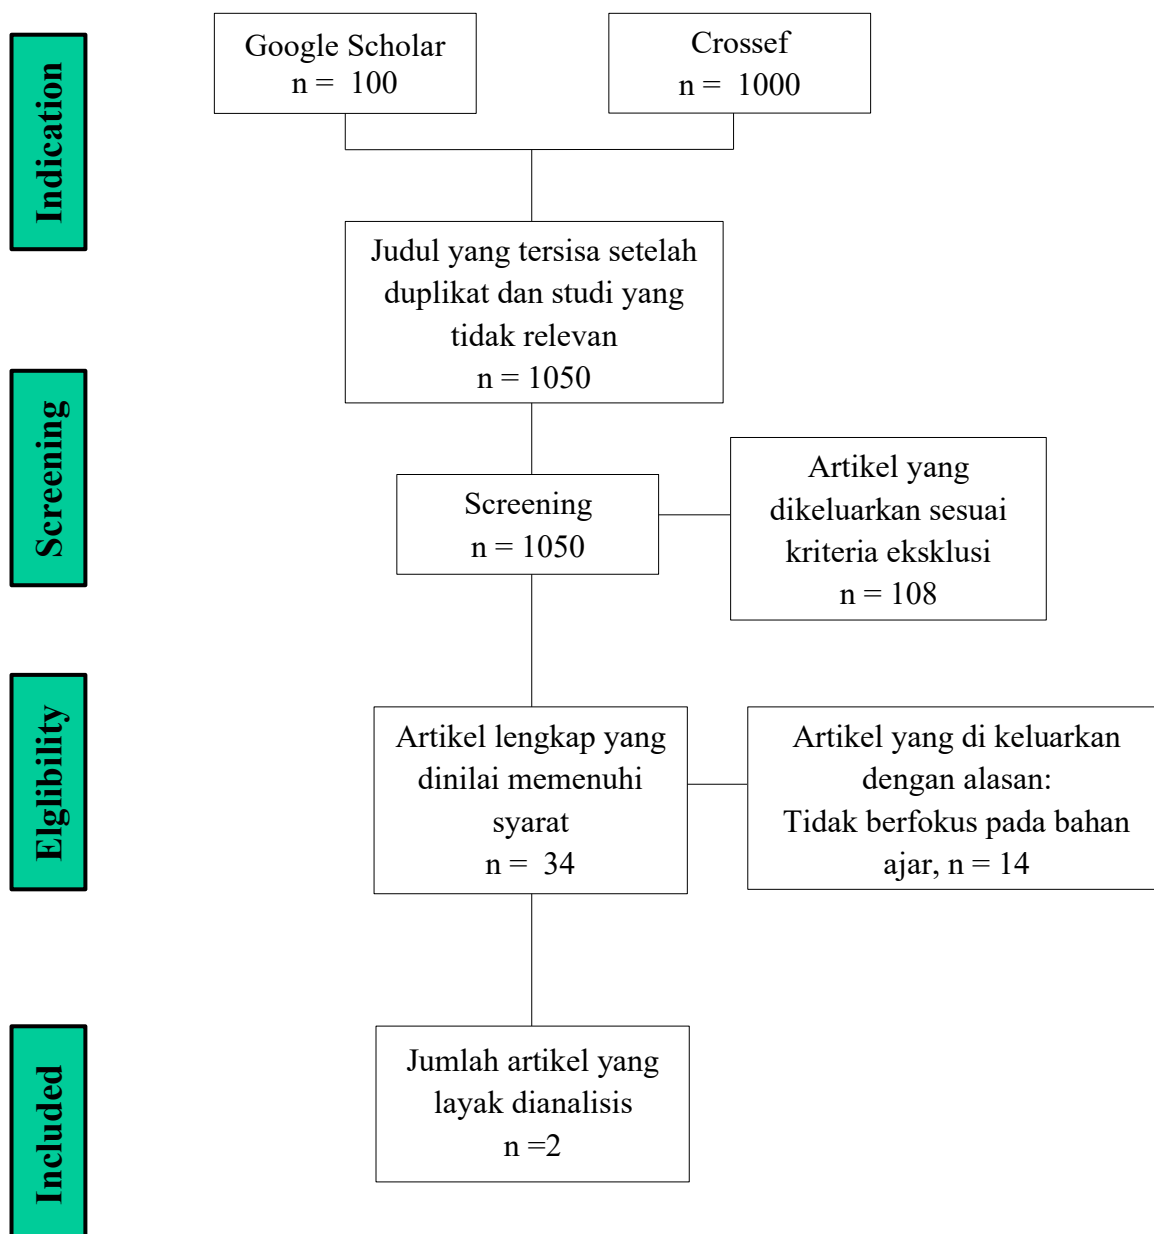 Indication
Google Scholar
n =  100
Crossef
n =  1000
Judul yang tersisa setelah
duplikat dan studi yang
tidak relevan
n = 1050
Screening
Screening
n = 1050
Artikel yang
dikeluarkan sesuai
kriteria eksklusi
n = 108
Elglibility
Artikel lengkap yang
dinilai memenuhi
syarat
n =  34
Artikel yang di keluarkan
dengan alasan:
Tidak berfokus pada bahan
ajar, n = 14
Included
Jumlah artikel yang
layak dianalisis
n =2